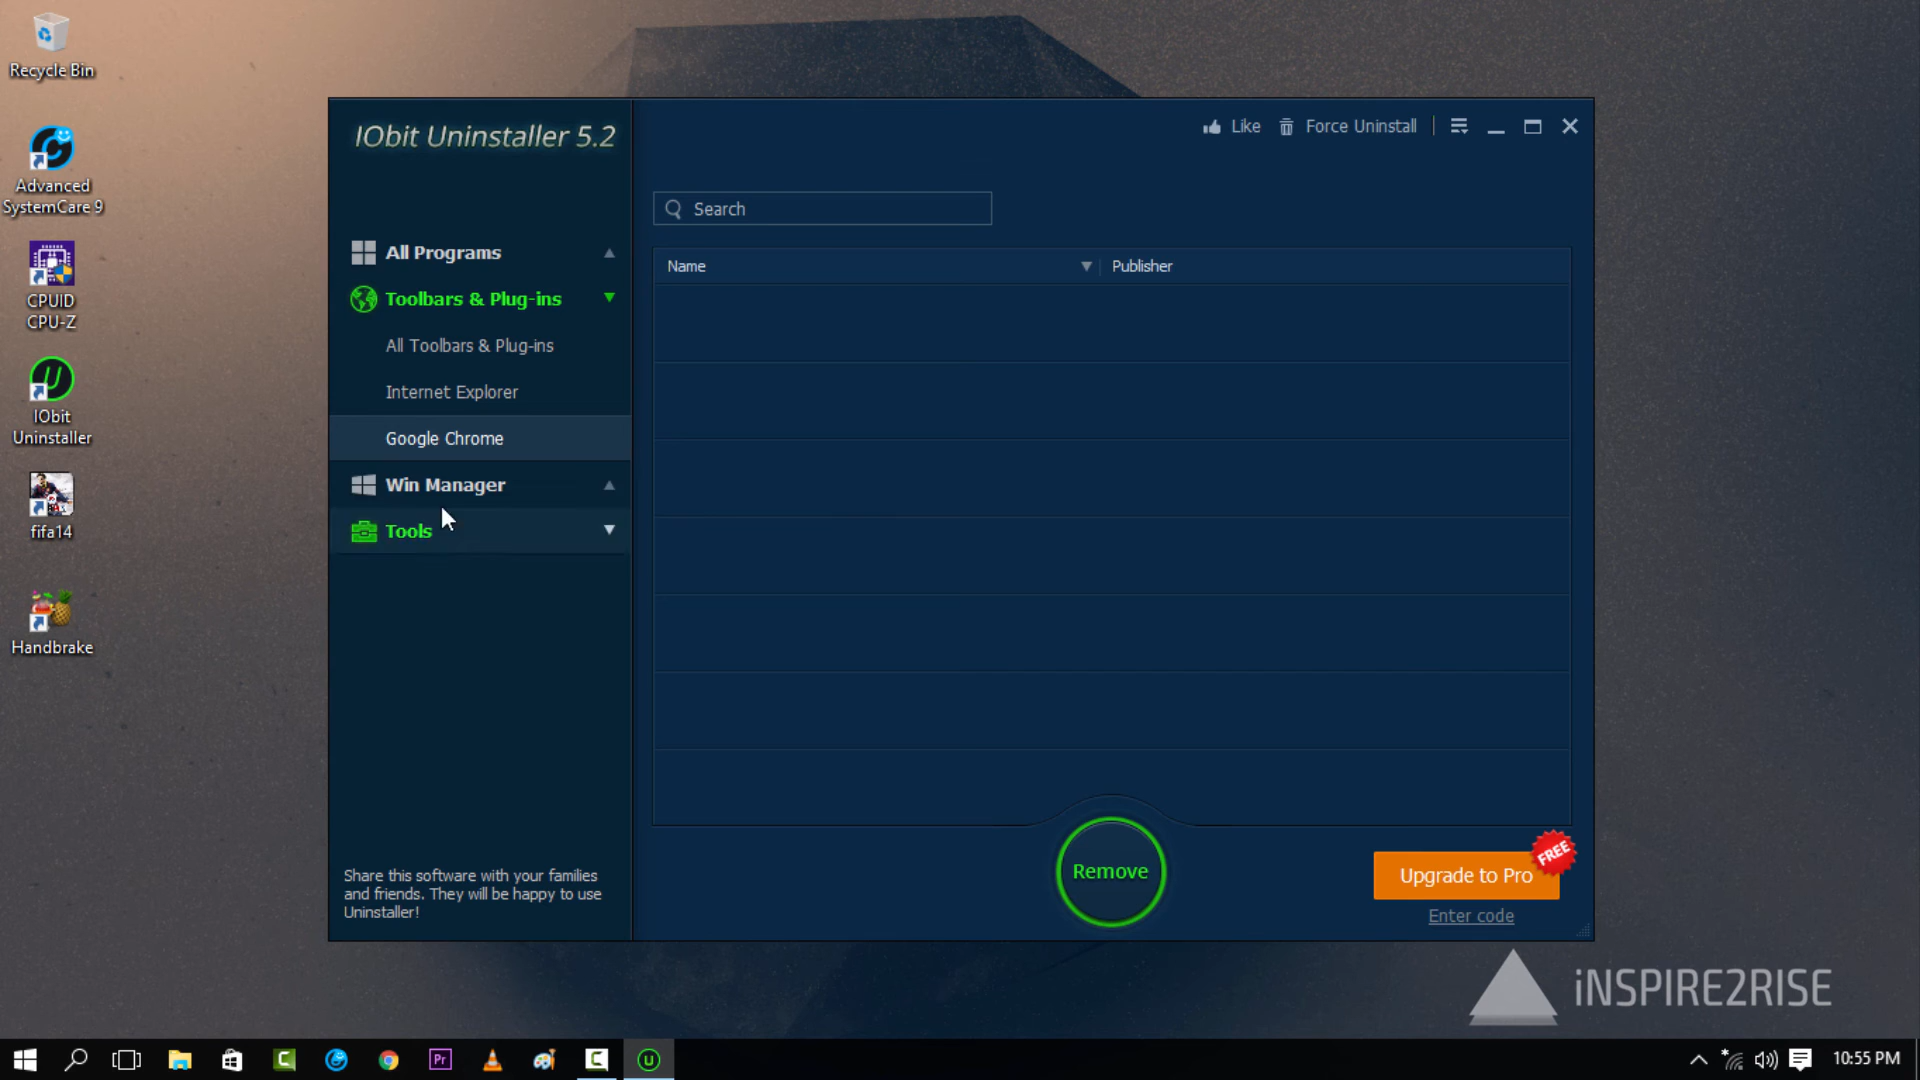 Recycle Bin
Advanced
SystemCare 9
CPUID
CPU-Z
IObit
Uninstaller
fifa14
Handbrake
IObit Uninstaller 5.2
Like
Force Uninstall
Search
All Programs
Toolbars & Plug-ins
All Toolbars & Plug-ins
Internet Explorer
Google Chrome
Win Manager
Tools
Name
Publisher
Share this software with your families
and friends. They will be happy to use
Uninstaller!
Remove
FREE
Upgrade to Pro
Enter code
iNSPIRE2RISE
Pr
10:55 PM